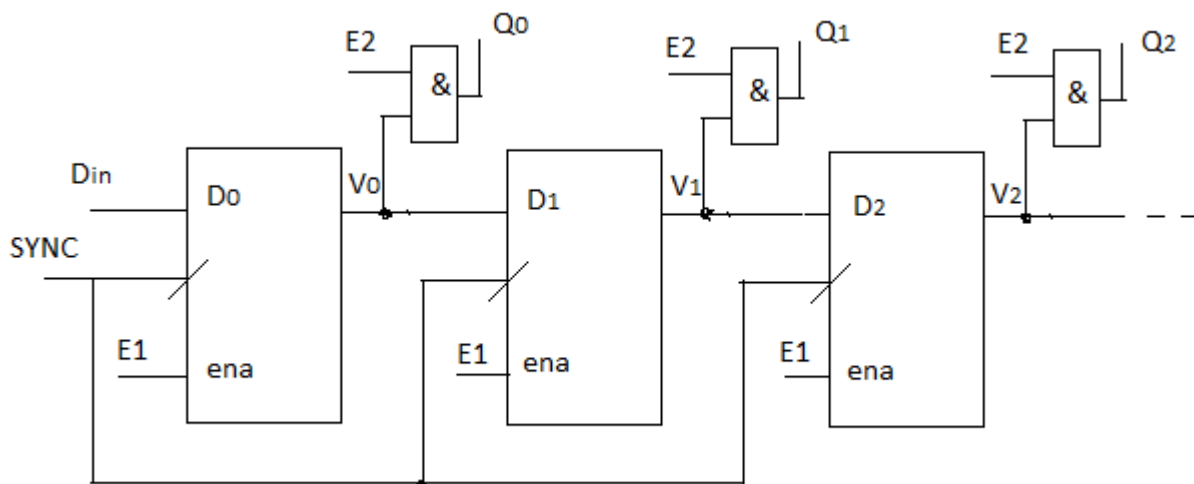 E2 Q0 E2 Q1 E2 Q2
& & &
Din D0 V0 D1 V1 D2 V2
SYNC
E1 ena E1 ena E1 ena